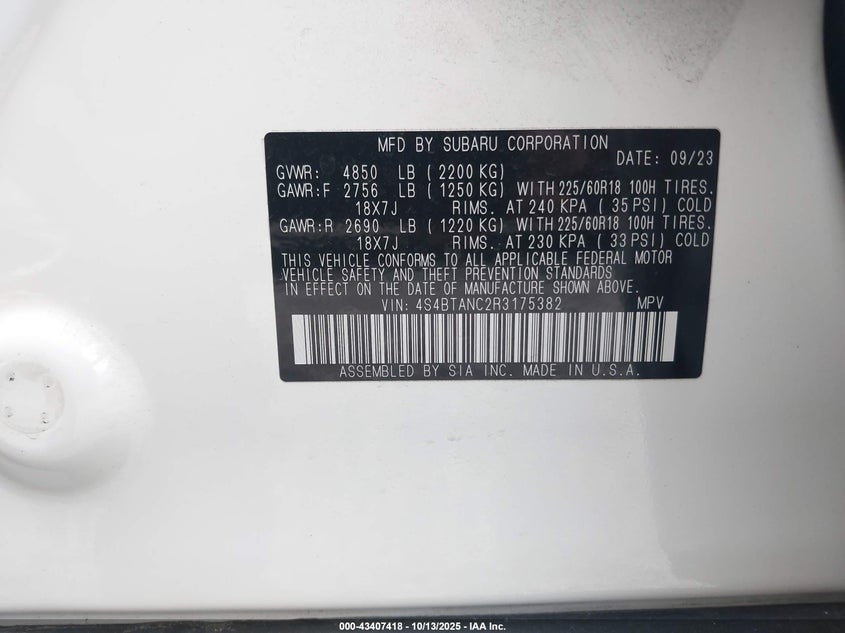 MFD BY SUBARU CORPORATION
DATE: 09/23
GVWR: 4850 LB ( 2200 KG)
GAWR:F 2756 LB ( 1250 KG) WITH 225/60R18 100H TIRES.
18X7J RIMS. AT 240 KPA ( 35 PSI) COLD
GAWR:R 2690 LB ( 1220 KG) WITH 225/60R18 100H TIRES.
18X7J RIMS. AT 230 KPA ( 33 PSI) COLD
THIS VEHICLE CONFORMS TO ALL APPLICABLE FEDERAL MOTOR
VEHICLE SAFETY AND THEFT PREVENTION STANDARDS
IN EFFECT ON THE DATE OF MANUFACTURE SHOWN ABOVE.
VIN: 4S4BTANC2R3175382 MPV
ASSEMBLED BY SIA INC. MADE IN U.S.A.
000-43407418 - 10/13/2025 - IAA Inc.